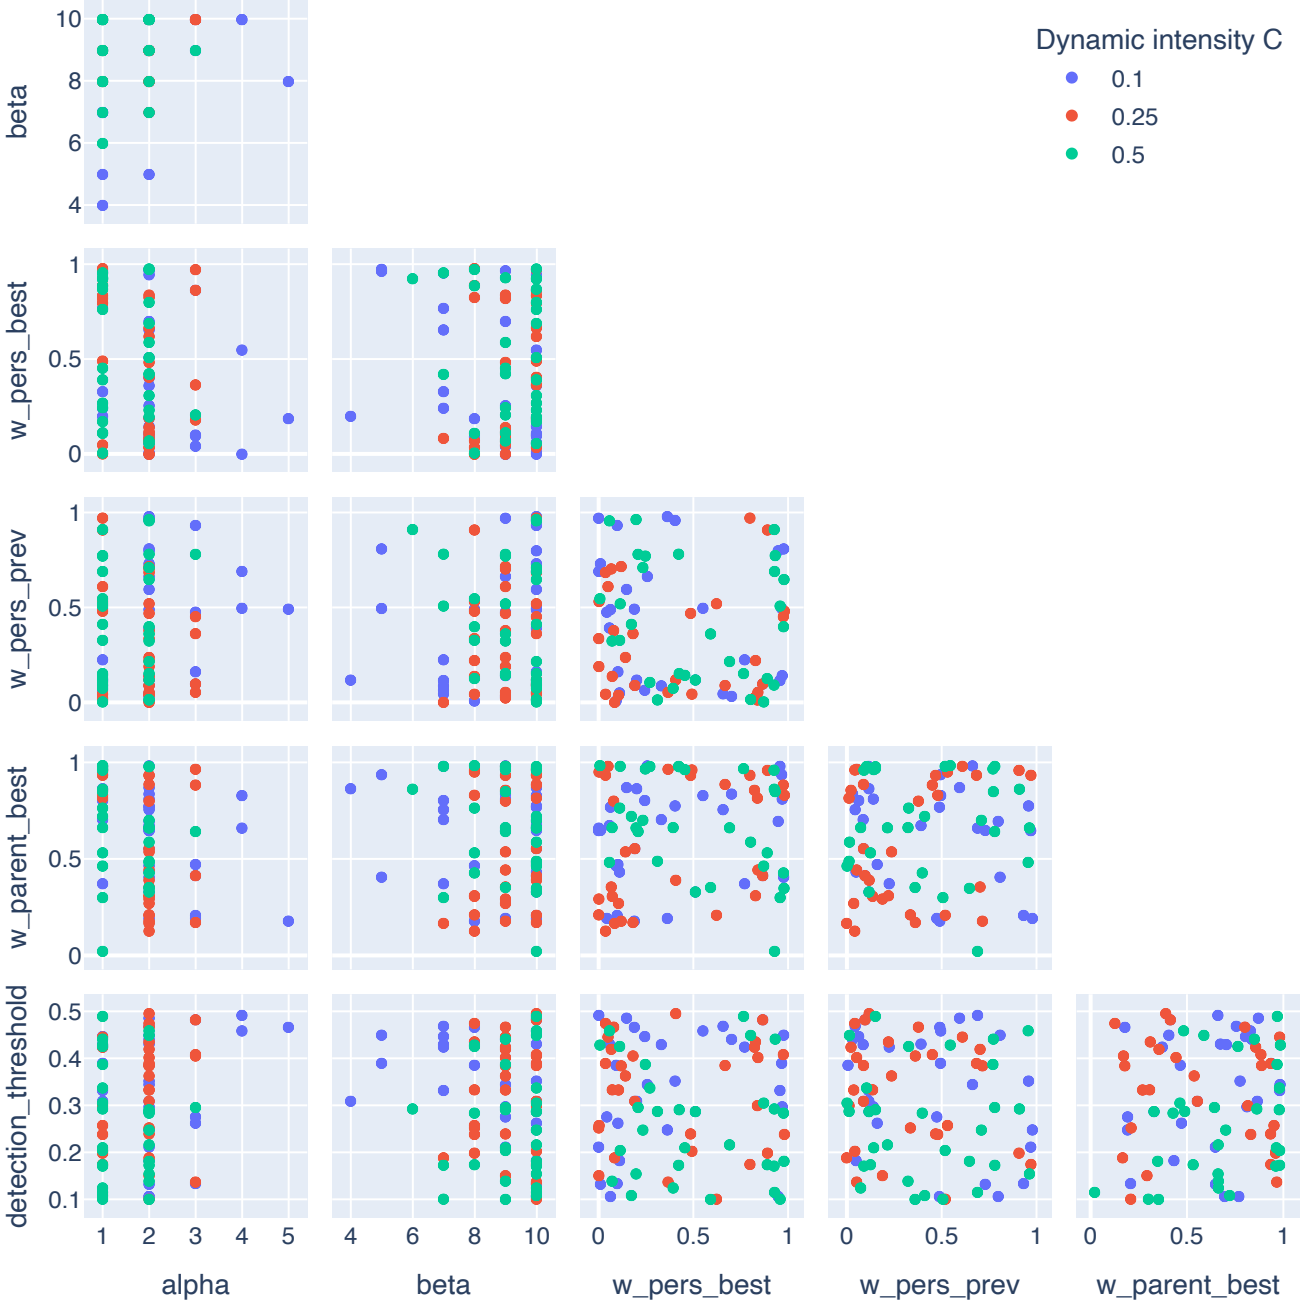 Dynamic intensity C
0.1
0.25
0.5
10
8
6
4
beta
1
0.5
0
w_pers_best
1
0.5
0
w_pers_prev
1
0.5
0
w_parent_best
0.5
0.4
0.3
0.2
0.1
detection_threshold
1 2 3 4 5 4 6 8 10 0 0.5 1 0 0.5 1 0 0.5 1
alpha beta w_pers_best w_pers_prev w_parent_best